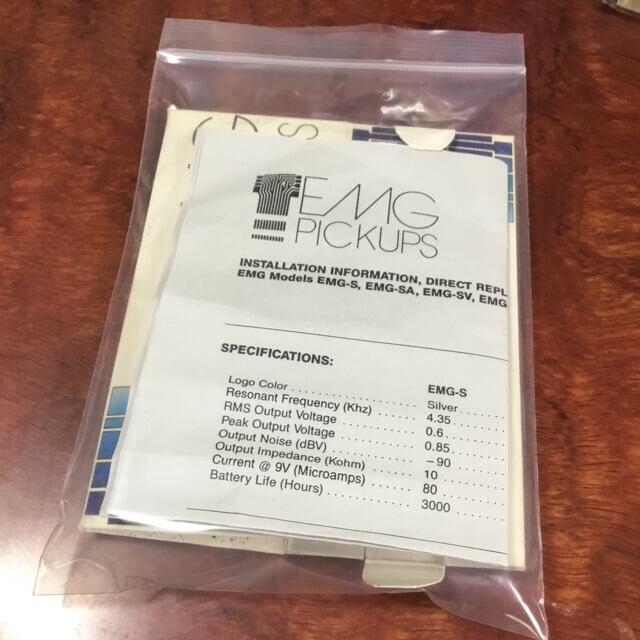 EMG
PICKUPS
INSTALLATION INFORMATION, DIRECT REPL
EMG Models EMG-S, EMG-SA, EMG-SV, EMG
SPECIFICATIONS:
EMG-S
Logo Color . . . . . . . . . . . . . . . . . . Silver . . . . . . .
Resonant Frequency (Khz) . . . . . . 4.35 . . . . . . . .
RMS Output Voltage . . . . . . . . . . . 0.6 . . . . . . . . .
Peak Output Voltage . . . . . . . . . . . 0.85 . . . . . . . .
Output Noise (dBV) . . . . . . . . . . . . –90 . . . . . . . .
Output Impedance (Kohm) . . . . . . 10 . . . . . . . . .
Current @ 9V (Microamps) . . . . . . 80 . . . . . . . . .
Battery Life (Hours) . . . . . . . . . . . . 3000 . . . . . . .